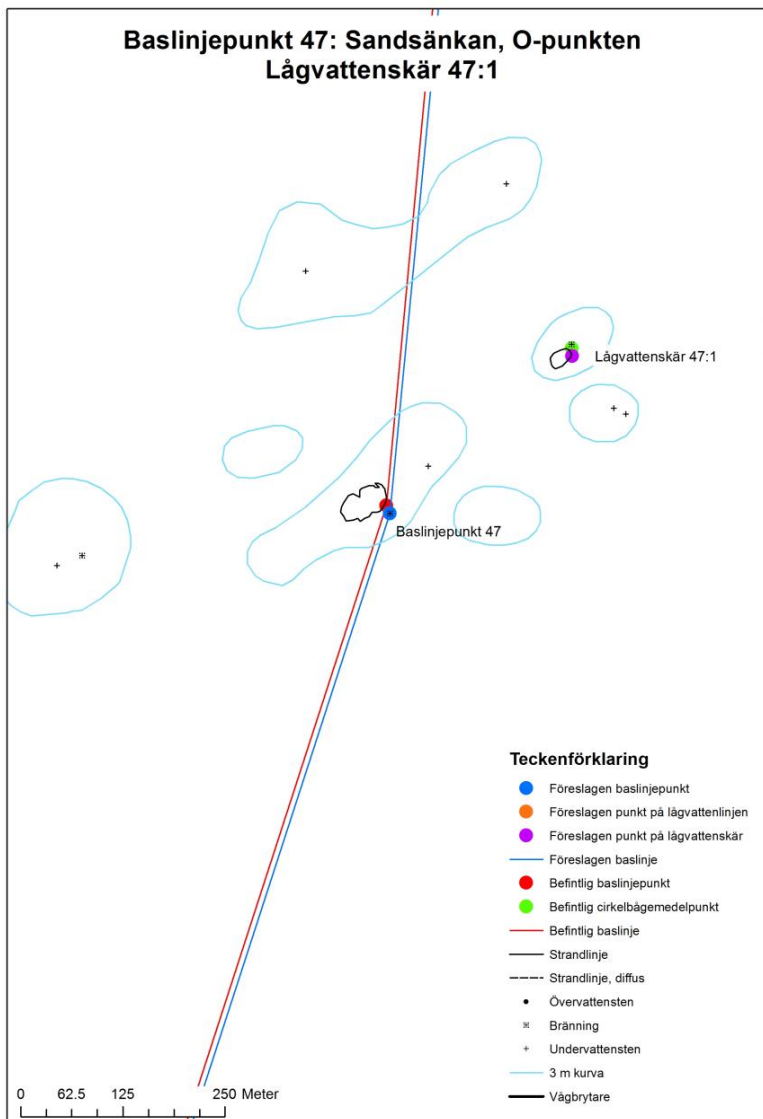 Baslinjepunkt 47: Sandsänkan, O-punkten
Lågvattenskär 47:1
Lågvattenskär 47:1
Baslinjepunkt 47
Teckenförklaring
Föreslagen baslinjepunkt
Föreslagen punkt på lågvattenlinjen
Föreslagen punkt på lågvattenskär
Föreslagen baslinje
Befintlig baslinjepunkt
Befintlig cirkelbågemedelpunkt
Befintlig baslinje
Strandlinje
Strandlinje, diffus
Övervattensten
Bränning
Undervattensten
3 m kurva
Vågbrytare
0 62.5 125 250 Meter